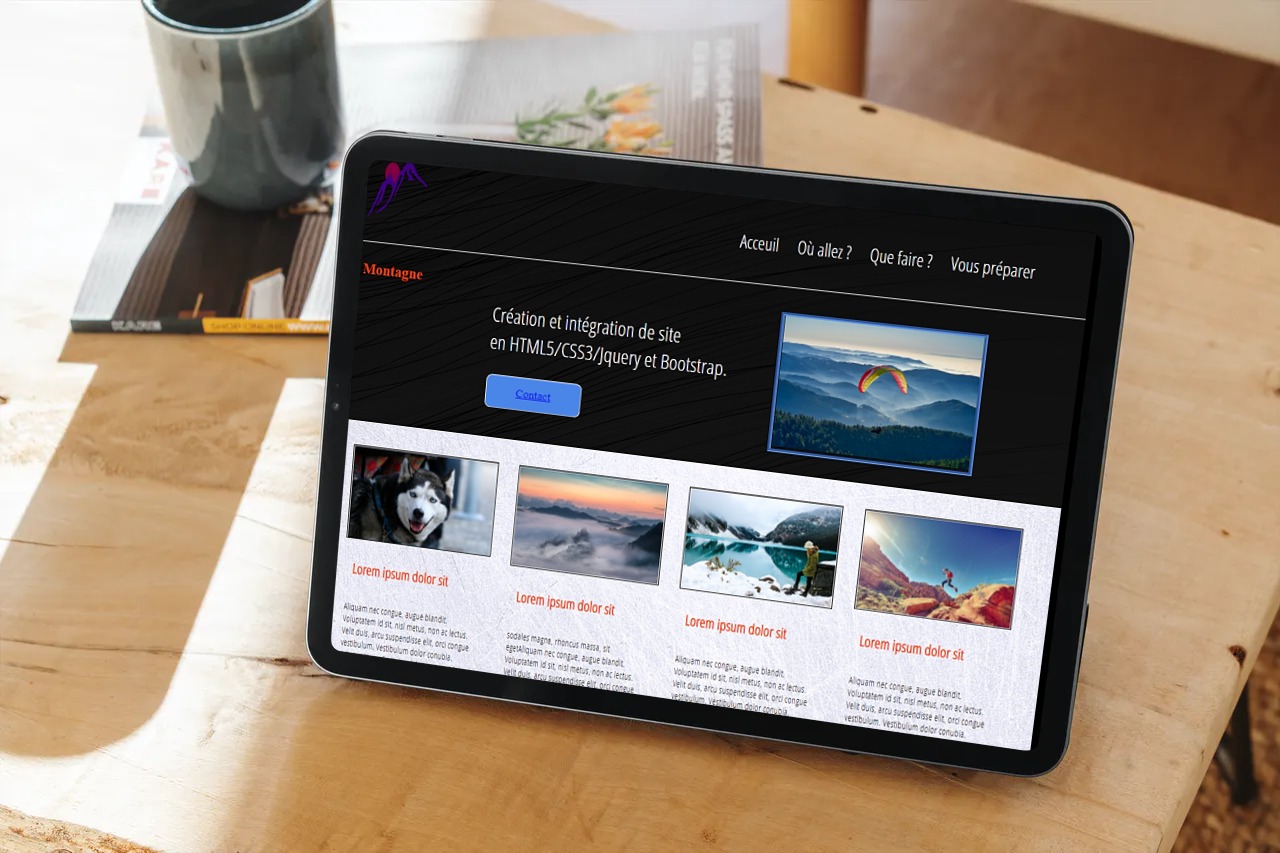 Acceuil Où allez ? Que faire ? Vous préparer
Montagne
Création et intégration de site
en HTML5/CSS3/Jquery et Bootstrap.
Contact
Lorem ipsum dolor sit
Aliquam nec congue, augue blandit.
Voluptatem id sit, nisl metus, non ac lectus.
Velit duis, arcu suspendisse elit, orci congue
vestibulum. Vestibulum dolor conubia,
Lorem ipsum dolor sit
sodales magna, rhoncus massa, sit
egetAliquam nec congue, augue blandit.
Voluptatem id sit, nisl metus, non ac lectus.
Velit duis, arcu suspendisse elit, orci congue
Lorem ipsum dolor sit
Aliquam nec congue, augue blandit.
Voluptatem id sit, nisl metus, non ac lectus.
Velit duis, arcu suspendisse elit, orci congue
vestibulum. Vestibulum dolor conubia,
Lorem ipsum dolor sit
Aliquam nec congue, augue blandit.
Voluptatem id sit, nisl metus, non ac lectus.
Velit duis, arcu suspendisse elit, orci congue
vestibulum. Vestibulum dolor conubia,
KARE SHOP ONLINE